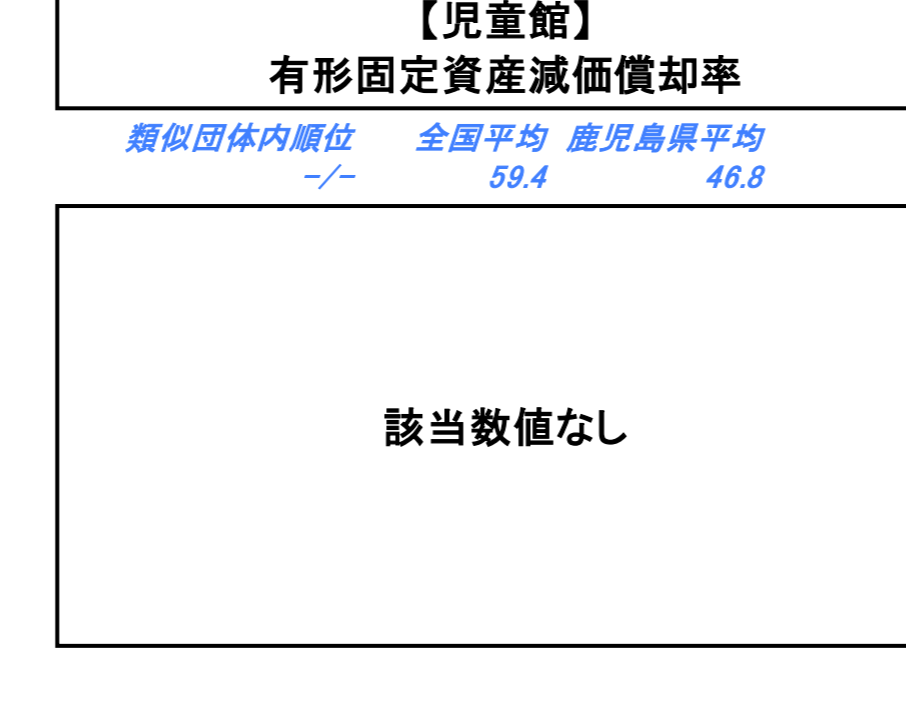 【児童館】
有形固定資産減価償却率
類似団体内順位 全国平均 鹿児島県平均
-/- 59.4 46.8
該当数値なし